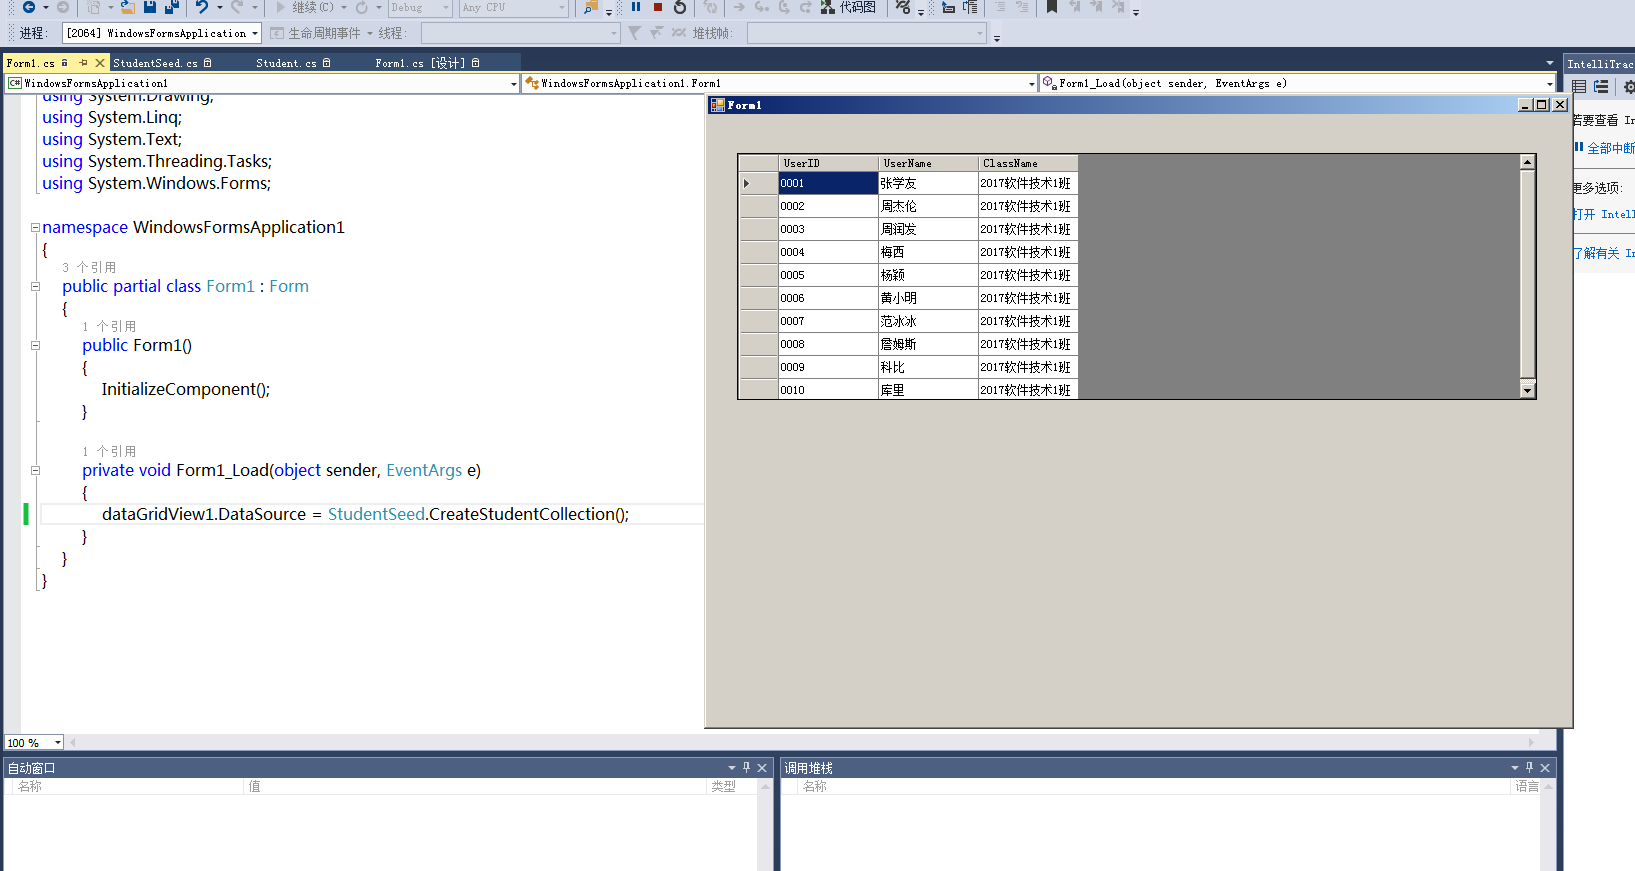 继续(C) Debug Any CPU 代码图
进程: [2064] WindowsFormsApplication 生命周期事件 线程: 堆栈帧:
Form1.cs StudentSeed.cs Student.cs Form1.cs [设计]
WindowsFormsApplication1 WindowsFormsApplication1.Form1 Form1_Load(object sender, EventArgs e)
using System.Drawing;
using System.Linq;
using System.Text;
using System.Threading.Tasks;
using System.Windows.Forms;
namespace WindowsFormsApplication1
{
3 个引用
public partial class Form1 : Form
{
1 个引用
public Form1()
{
InitializeComponent();
}
1 个引用
private void Form1_Load(object sender, EventArgs e)
{
dataGridView1.DataSource = StudentSeed.CreateStudentCollection();
}
}
}
100 %
Form1
UserID UserName ClassName
0001 张学友 2017软件技术1班
0002 周杰伦 2017软件技术1班
0003 周润发 2017软件技术1班
0004 梅西 2017软件技术1班
0005 杨颖 2017软件技术1班
0006 黄小明 2017软件技术1班
0007 范冰冰 2017软件技术1班
0008 詹姆斯 2017软件技术1班
0009 科比 2017软件技术1班
0010 库里 2017软件技术1班
IntelliTrac
若要查看 In
全部中断
更多选项:
打开 Intell
了解有关 In
自动窗口
名称 值 类型
调用堆栈
名称 语言